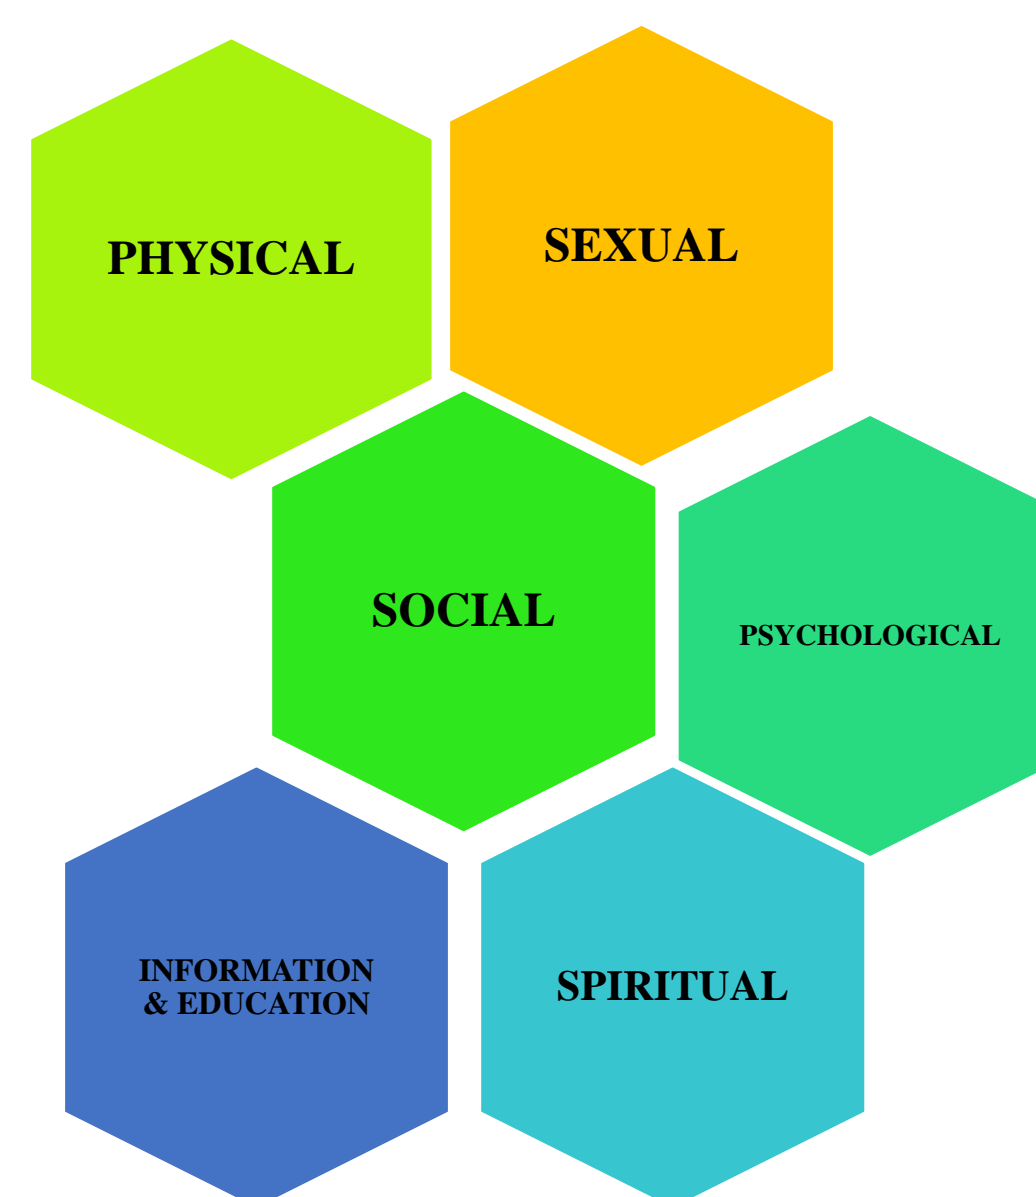 PHYSICAL
SEXUAL
SOCIAL
PSYCHOLOGICAL
INFORMATION
& EDUCATION
SPIRITUAL